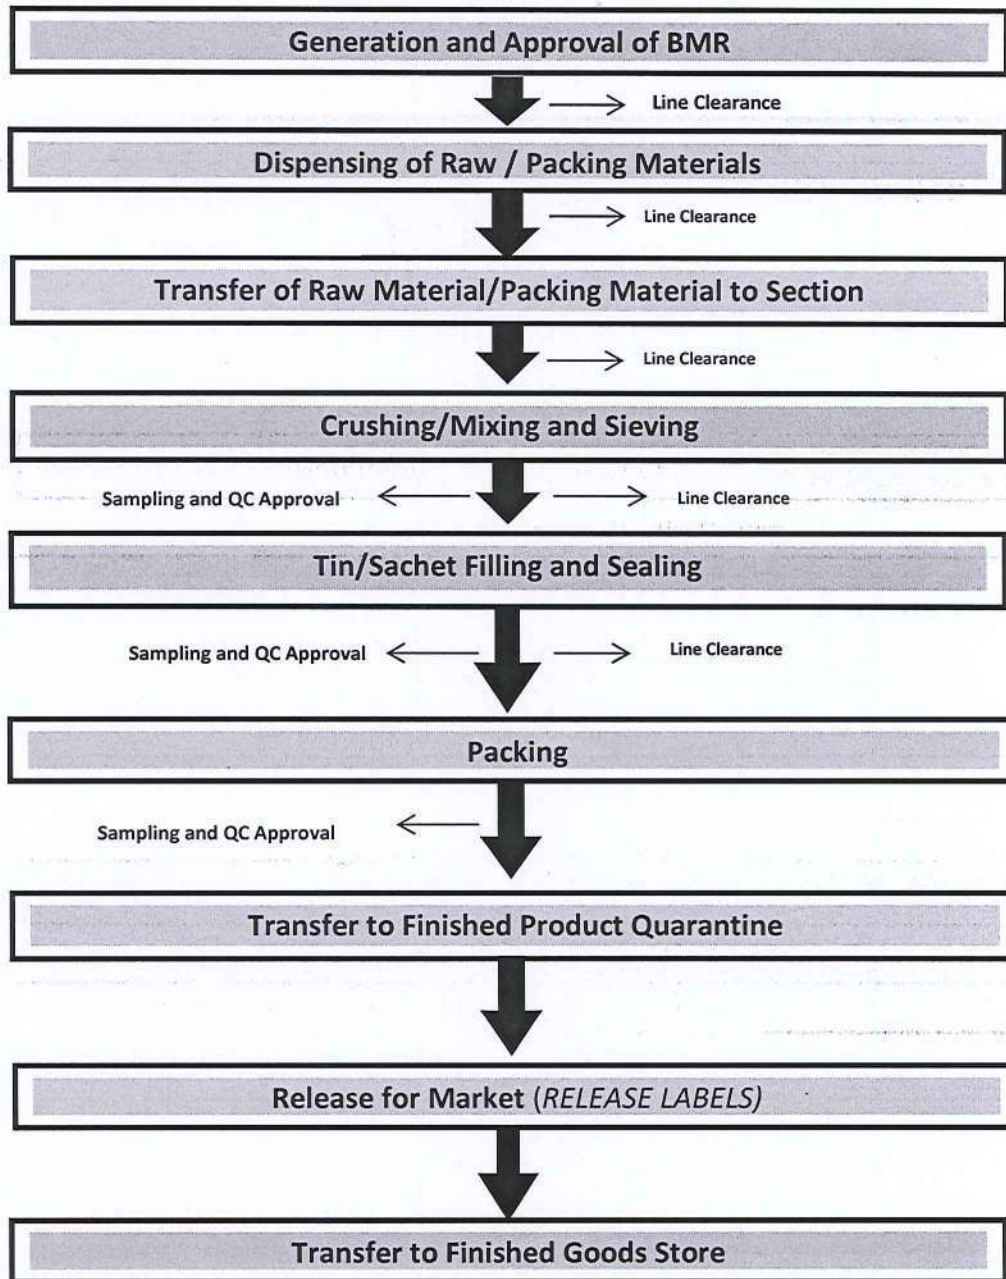 Generation and Approval of BMR
Line Clearance
Dispensing of Raw / Packing Materials
Line Clearance
Transfer of Raw Material/Packing Material to Section
Line Clearance
Crushing/Mixing and Sieving
Sampling and QC Approval Line Clearance
Tin/Sachet Filling and Sealing
Sampling and QC Approval Line Clearance
Packing
Sampling and QC Approval
Transfer to Finished Product Quarantine
Release for Market (RELEASE LABELS)
Transfer to Finished Goods Store